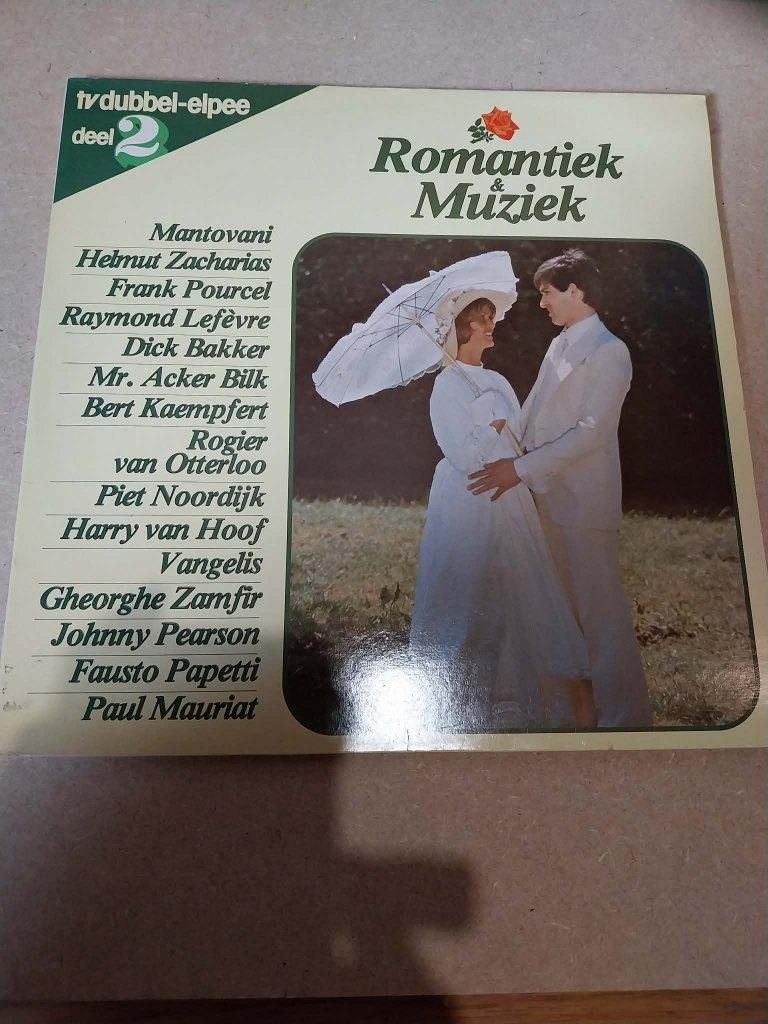 tv dubbel-elpee
deel 2
Romantiek
&
Muziek
Mantovani
Helmut Zacharias
Frank Pourcel
Raymond Lefèvre
Dick Bakker
Mr. Acker Bilk
Bert Kaempfert
Rogier
van Otterloo
Piet Noordijk
Harry van Hoof
Vangelis
Gheorghe Zamfir
Johnny Pearson
Fausto Papetti
Paul Mauriat